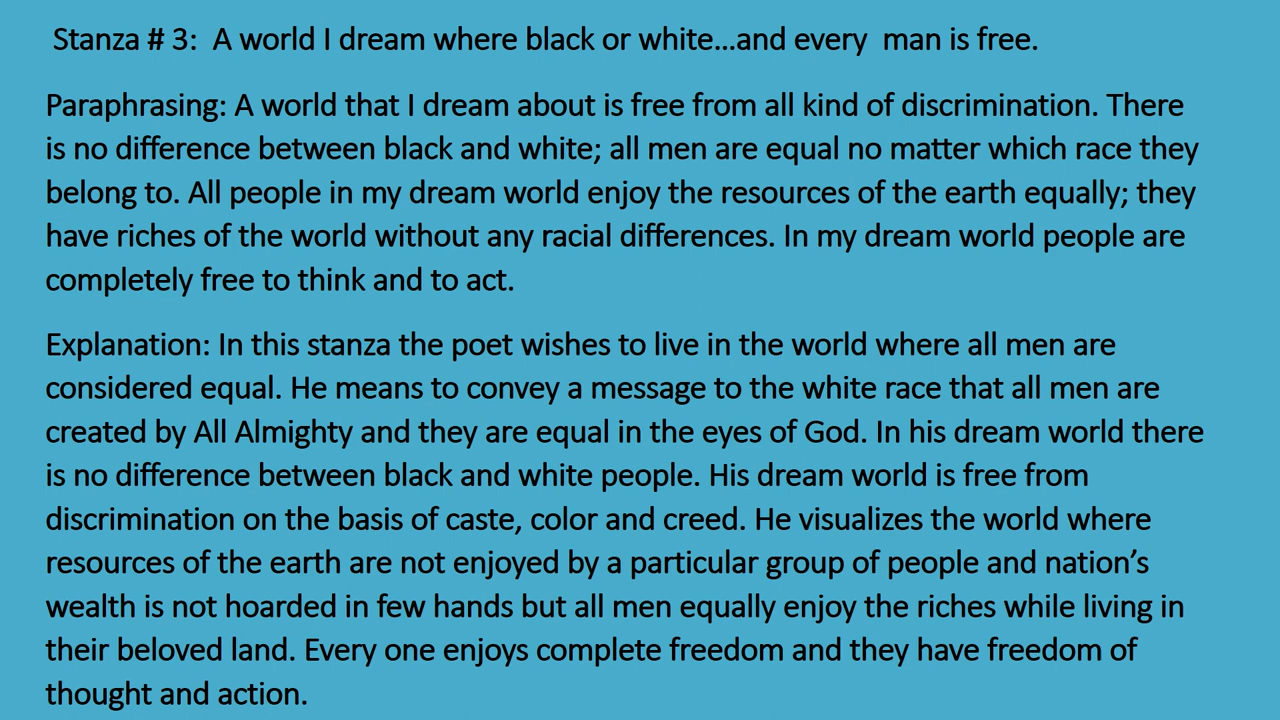 Stanza # 3:  A world I dream where black or white...and every  man is free.
Paraphrasing: A world that I dream about is free from all kind of discrimination. There
is no difference between black and white; all men are equal no matter which race they
belong to. All people in my dream world enjoy the resources of the earth equally; they
have riches of the world without any racial differences. In my dream world people are
completely free to think and to act.
Explanation: In this stanza the poet wishes to live in the world where all men are
considered equal. He means to convey a message to the white race that all men are
created by All Almighty and they are equal in the eyes of God. In his dream world there
is no difference between black and white people. His dream world is free from
discrimination on the basis of caste, color and creed. He visualizes the world where
resources of the earth are not enjoyed by a particular group of people and nation’s
wealth is not hoarded in few hands but all men equally enjoy the riches while living in
their beloved land. Every one enjoys complete freedom and they have freedom of
thought and action.